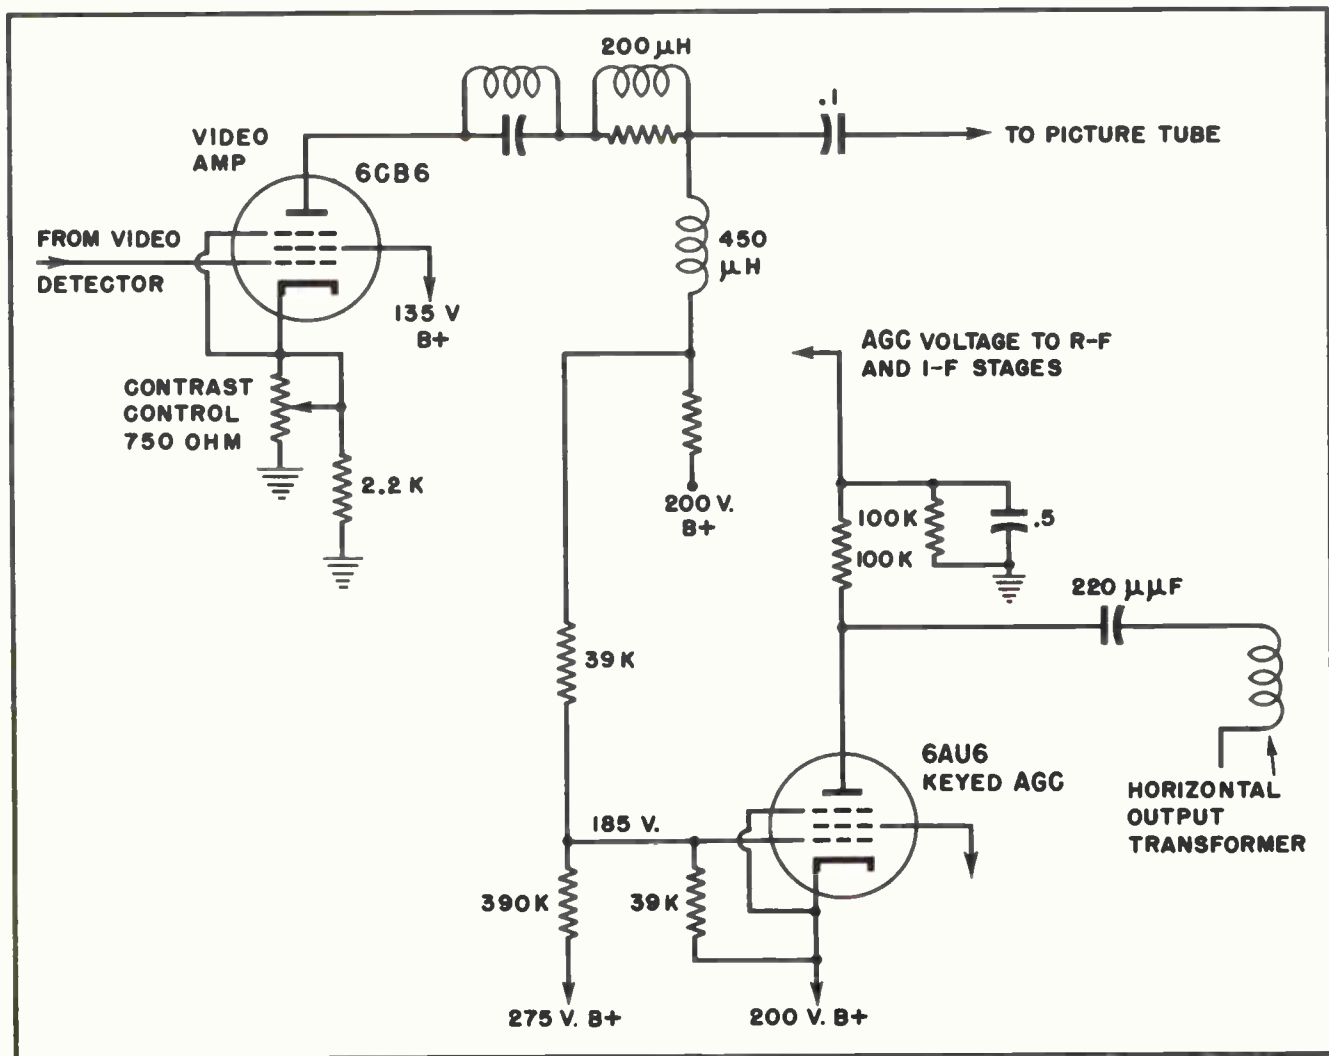 200 µH
.1
TO PICTURE TUBE
VIDEO
AMP
6CB6
FROM VIDEO
DETECTOR
450
µH
135 V
B+
AGC VOLTAGE TO R-F
AND I-F STAGES
CONTRAST
CONTROL
750 OHM
2.2 K
200 V.
B+
100K
.5
100K
220 µµF
39 K
6AU6
KEYED AGC
HORIZONTAL
OUTPUT
TRANSFORMER
185 V.
390K
39K
275 V. B+
200 V. B+